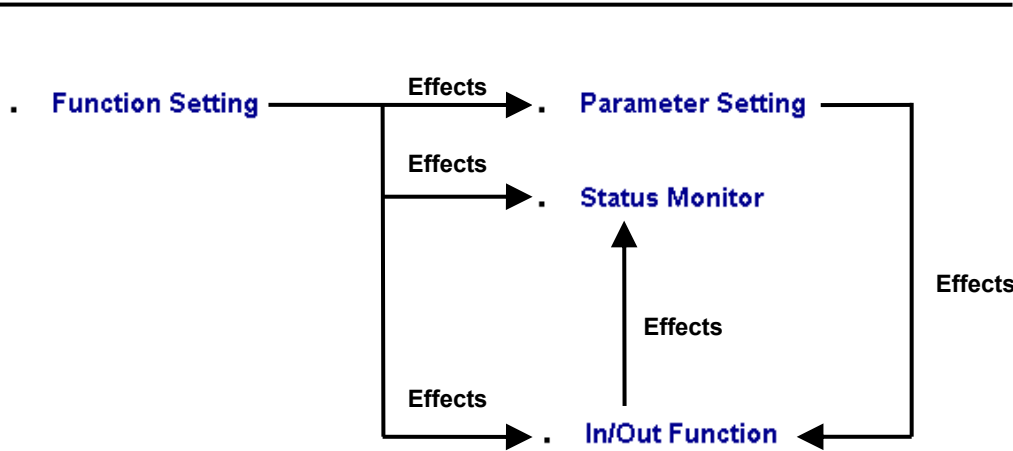 Effects
. Function Setting . Parameter Setting
Effects
. Status Monitor
Effects
Effects
Effects
. In/Out Function